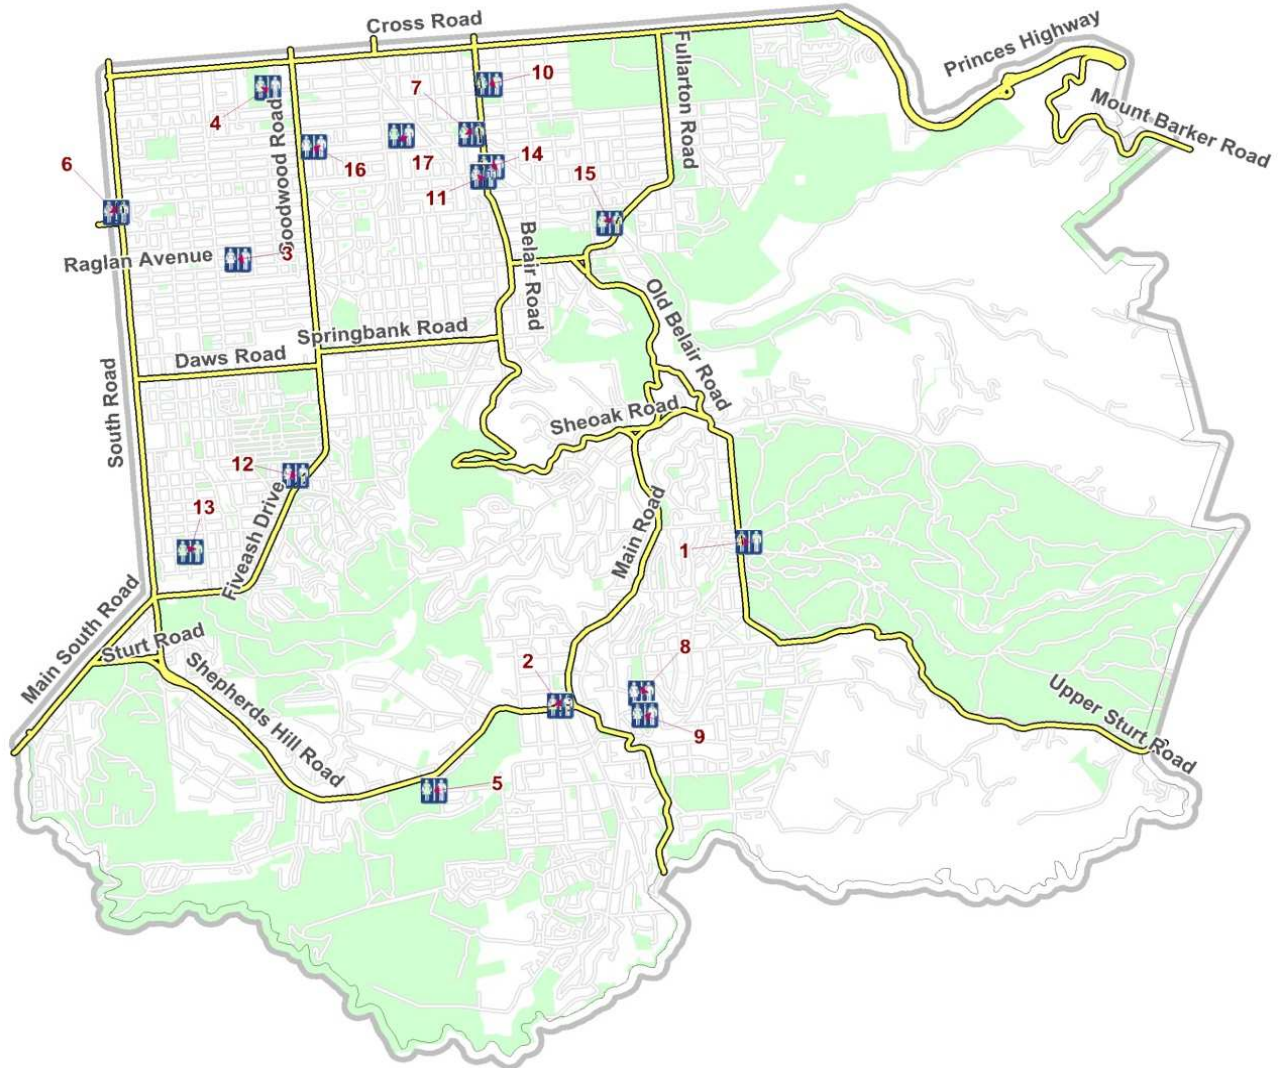 Cross Road
Princes Highway
Fullarton Road
Mount Barker Road
10
7
4
Goodwood Road
6
16
17
14
11
15
Raglan Avenue
3
Belair Road
Old Belair Road
Springbank Road
Daws Road
South Road
Sheoak Road
12
13
Fiveash Drive
Main Road
1
Main South Road
Sturt Road
Shepherds Hill Road
2
8
9
5
Upper Sturt Road